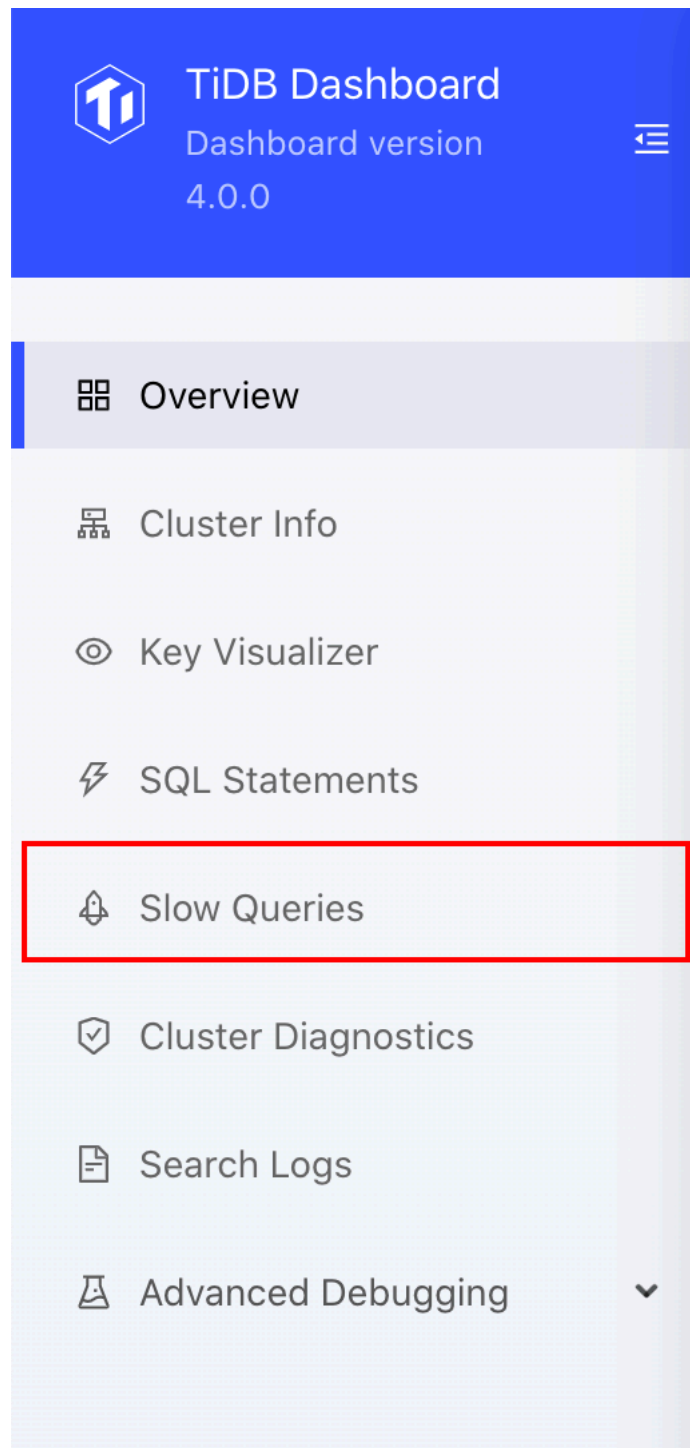 TiDB Dashboard
Dashboard version
4.0.0
Overview
Cluster Info
Key Visualizer
SQL Statements
Slow Queries
Cluster Diagnostics
Search Logs
Advanced Debugging